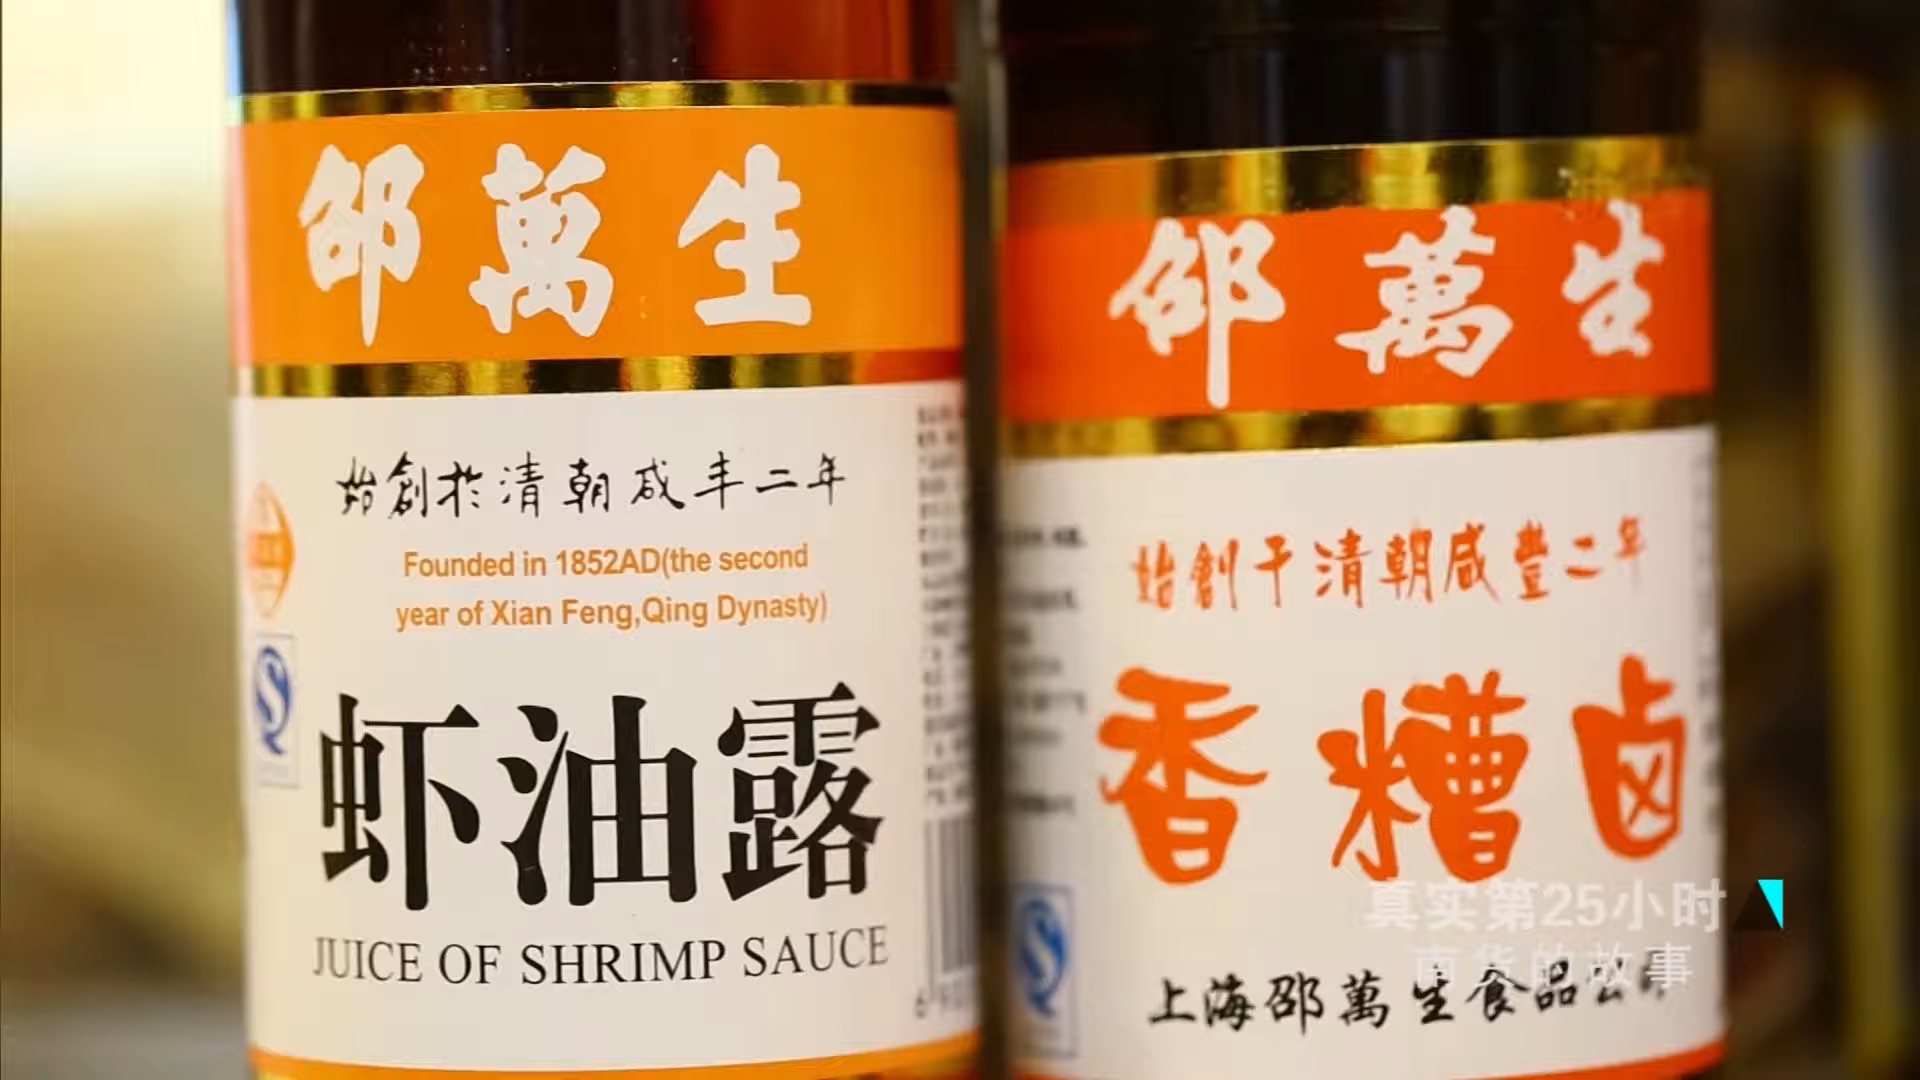 邵萬生
始創於清朝咸丰二年
Founded in 1852AD(the second
year of Xian Feng,Qing Dynasty)
虾油露
JUICE OF SHRIMP SAUCE
邵萬生
始創于清朝咸豐二年
香糟卤
上海邵萬生食品公司
真实第25小时
南货的故事